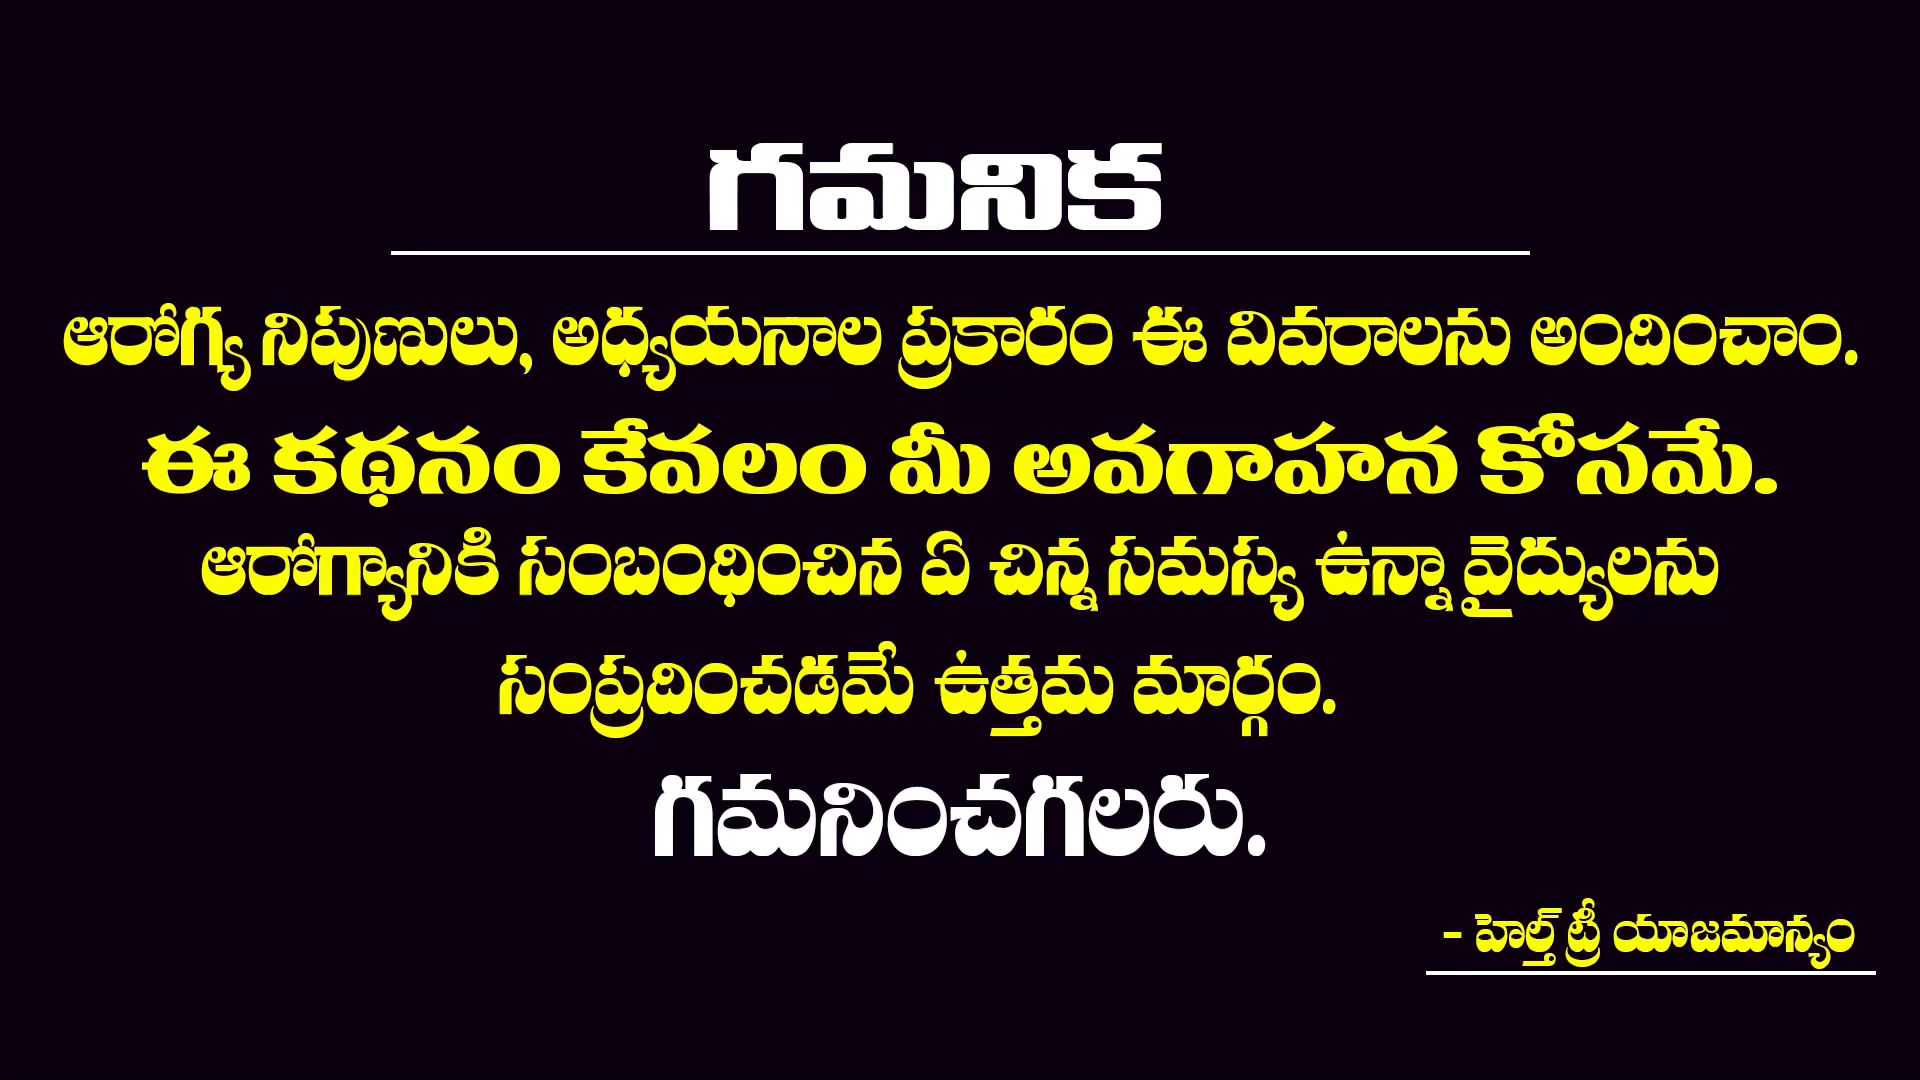 గమనిక
ఆరోగ్య నిపుణులు, అధ్యయనాల ప్రకారం ఈ వివరాలను అందించాం.
ఈ కథనం కేవలం మీ అవగాహన కోసమే.
ఆరోగ్యానికి సంబంధించిన ఏ చిన్న సమస్య ఉన్నా వైద్యులను
సంప్రదించడమే ఉత్తమ మార్గం.
గమనించగలరు.
- హెల్త్ ట్రీ యాజమాన్యం